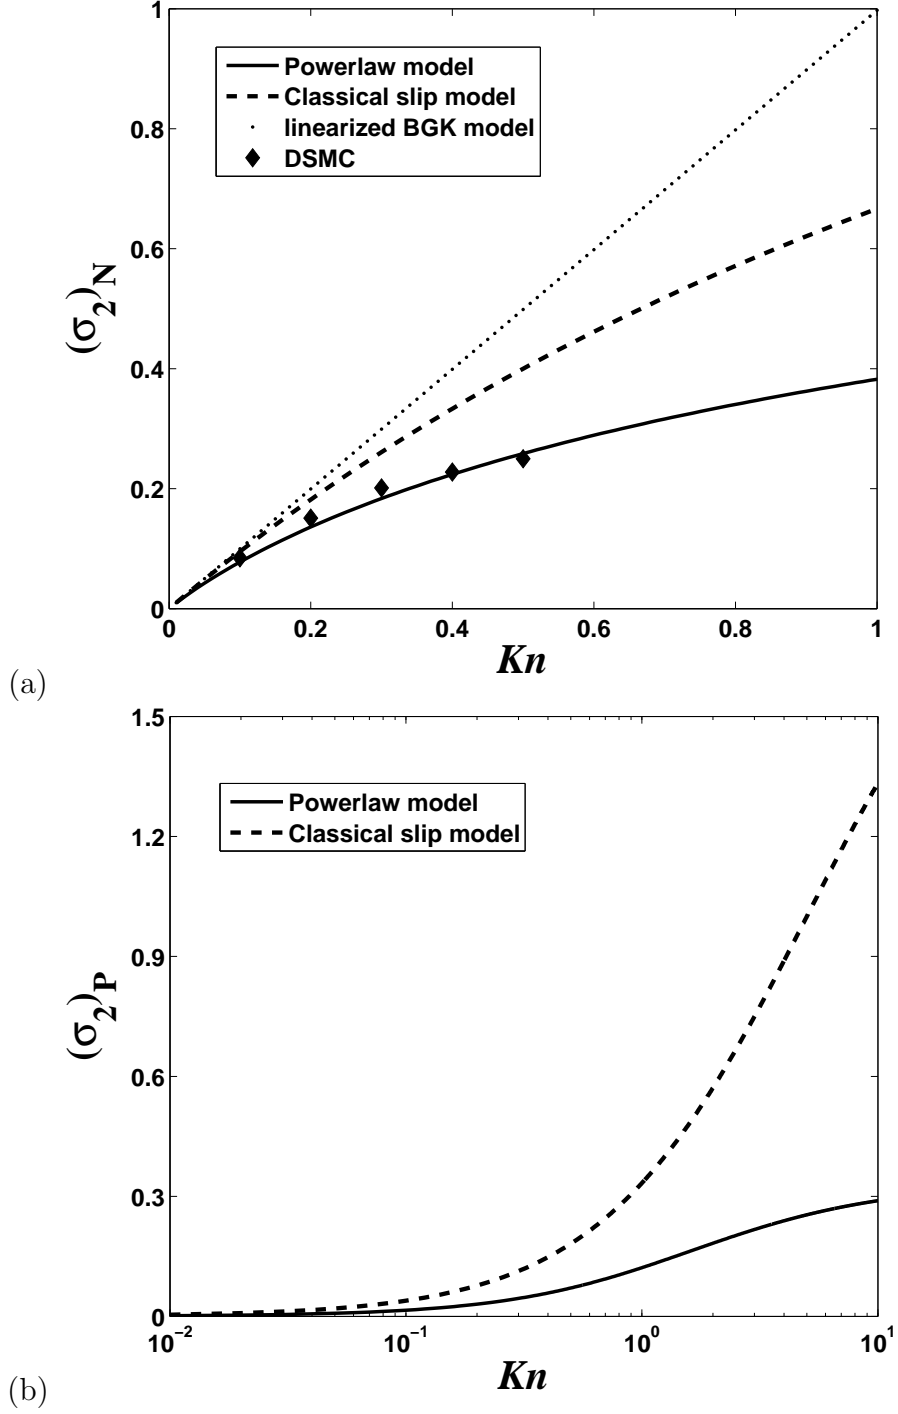 1
0.8
0.6
0.4
0.2
0
(σ2)N
Powerlaw model
Classical slip model
linearized BGK model
DSMC
0 0.2 0.4 0.6 0.8 1
Kn
(a)
1.5
1.2
0.9
0.6
0.3
0
(σ2)P
Powerlaw model
Classical slip model
10−2 10−1 100 101
Kn
(b)